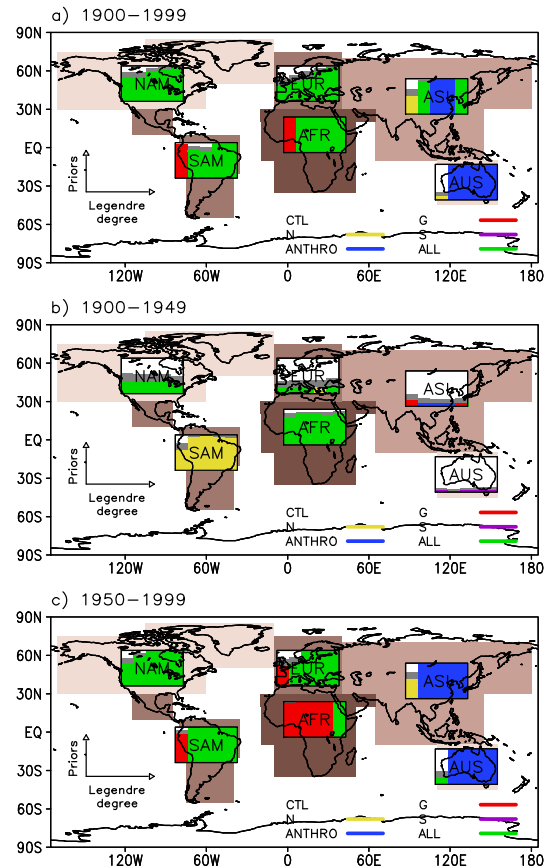 a) 1900−1999
90N
60N
30N
EQ
30S
60S
90S
NAM
EUR
ASI
AFR
SAM
AUS
Priors
Legendre
degree
CTL G
N S
ANTHRO ALL
120W 60W 0 60E 120E 180
b) 1900−1949
90N
60N
30N
EQ
30S
60S
90S
NAM
EUR
ASI
AFR
SAM
AUS
Priors
Legendre
degree
CTL G
N S
ANTHRO ALL
120W 60W 0 60E 120E 180
c) 1950−1999
90N
60N
30N
EQ
30S
60S
90S
NAM
EUR
ASI
AFR
SAM
AUS
Priors
Legendre
degree
CTL G
N S
ANTHRO ALL
120W 60W 0 60E 120E 180